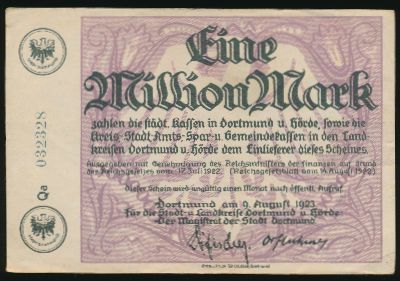 Eine
Million Mark
zahlen die städt. Kassen in Dortmund u. Hörde, sowie die
Kreis-Stadt-Amts-Spar-u. Gemeindekassen in den Land-
kreisen Dortmund u. Hörde dem Einlieferer dieses Scheines.
Ausgegeben mit Genehmigung des Reichsministers der Finanzen auf Grund
des Reichsgesetzes vom 17. Juli 1922. (Reichsgesetzblatt vom 14. August 1922)
Dieser Schein wird ungültig einen Monat nach öffentl. Aufruf.
Dortmund am 9. August 1923
Für die Stadt u. Landkreise Dortmund u. Hörde
Der Magistrat der Stadt Dortmund.
Qa 032328